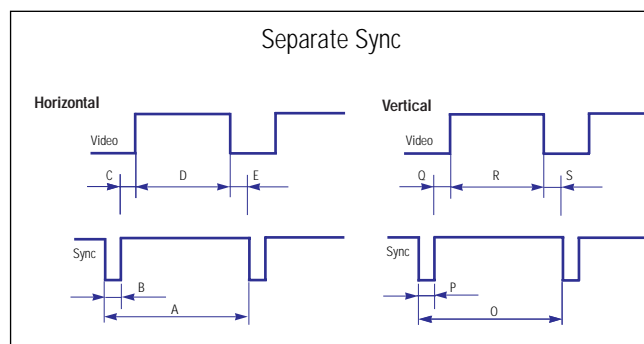 Separate Sync
Horizontal
Vertical
Video
Video
C
D
E
Q
R
S
Sync
Sync
B
P
A
O